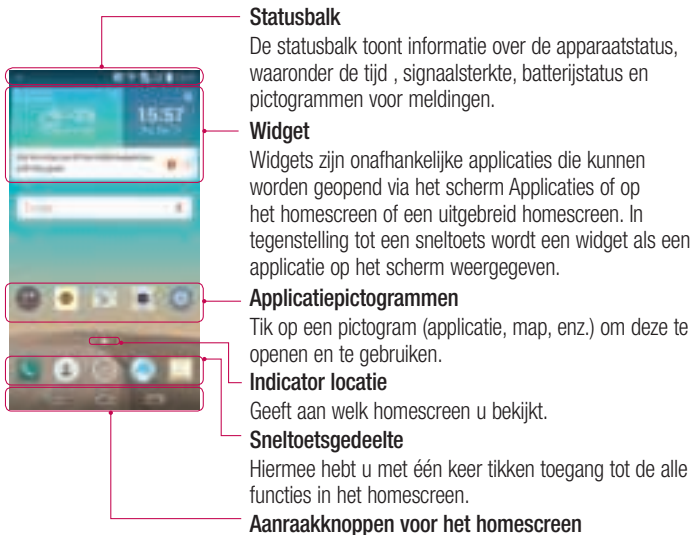 Statusbalk
De statusbalk toont informatie over de apparaatstatus,
waaronder de tijd , signaalsterkte, batterijstatus en
pictogrammen voor meldingen.
15:57
Widget
Widgets zijn onafhankelijke applicaties die kunnen
worden geopend via het scherm Applicaties of op
het homescreen of een uitgebreid homescreen. In
tegenstelling tot een sneltoets wordt een widget als een
applicatie op het scherm weergegeven.
Applicatiepictogrammen
Tik op een pictogram (applicatie, map, enz.) om deze te
openen en te gebruiken.
Indicator locatie
Geeft aan welk homescreen u bekijkt.
Sneltoetsgedeelte
Hiermee hebt u met één keer tikken toegang tot de alle
functies in het homescreen.
Aanraakknoppen voor het homescreen